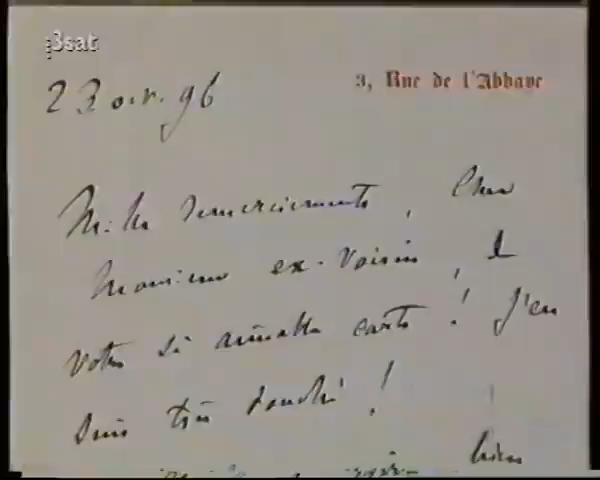 3sat
23 avr. 96
3, Rue de l'Abbaye
Mille remerciements, Cher
Monsieur ex-voisin, de
votre si aimable carte ! J'en
suis très touché !
bien